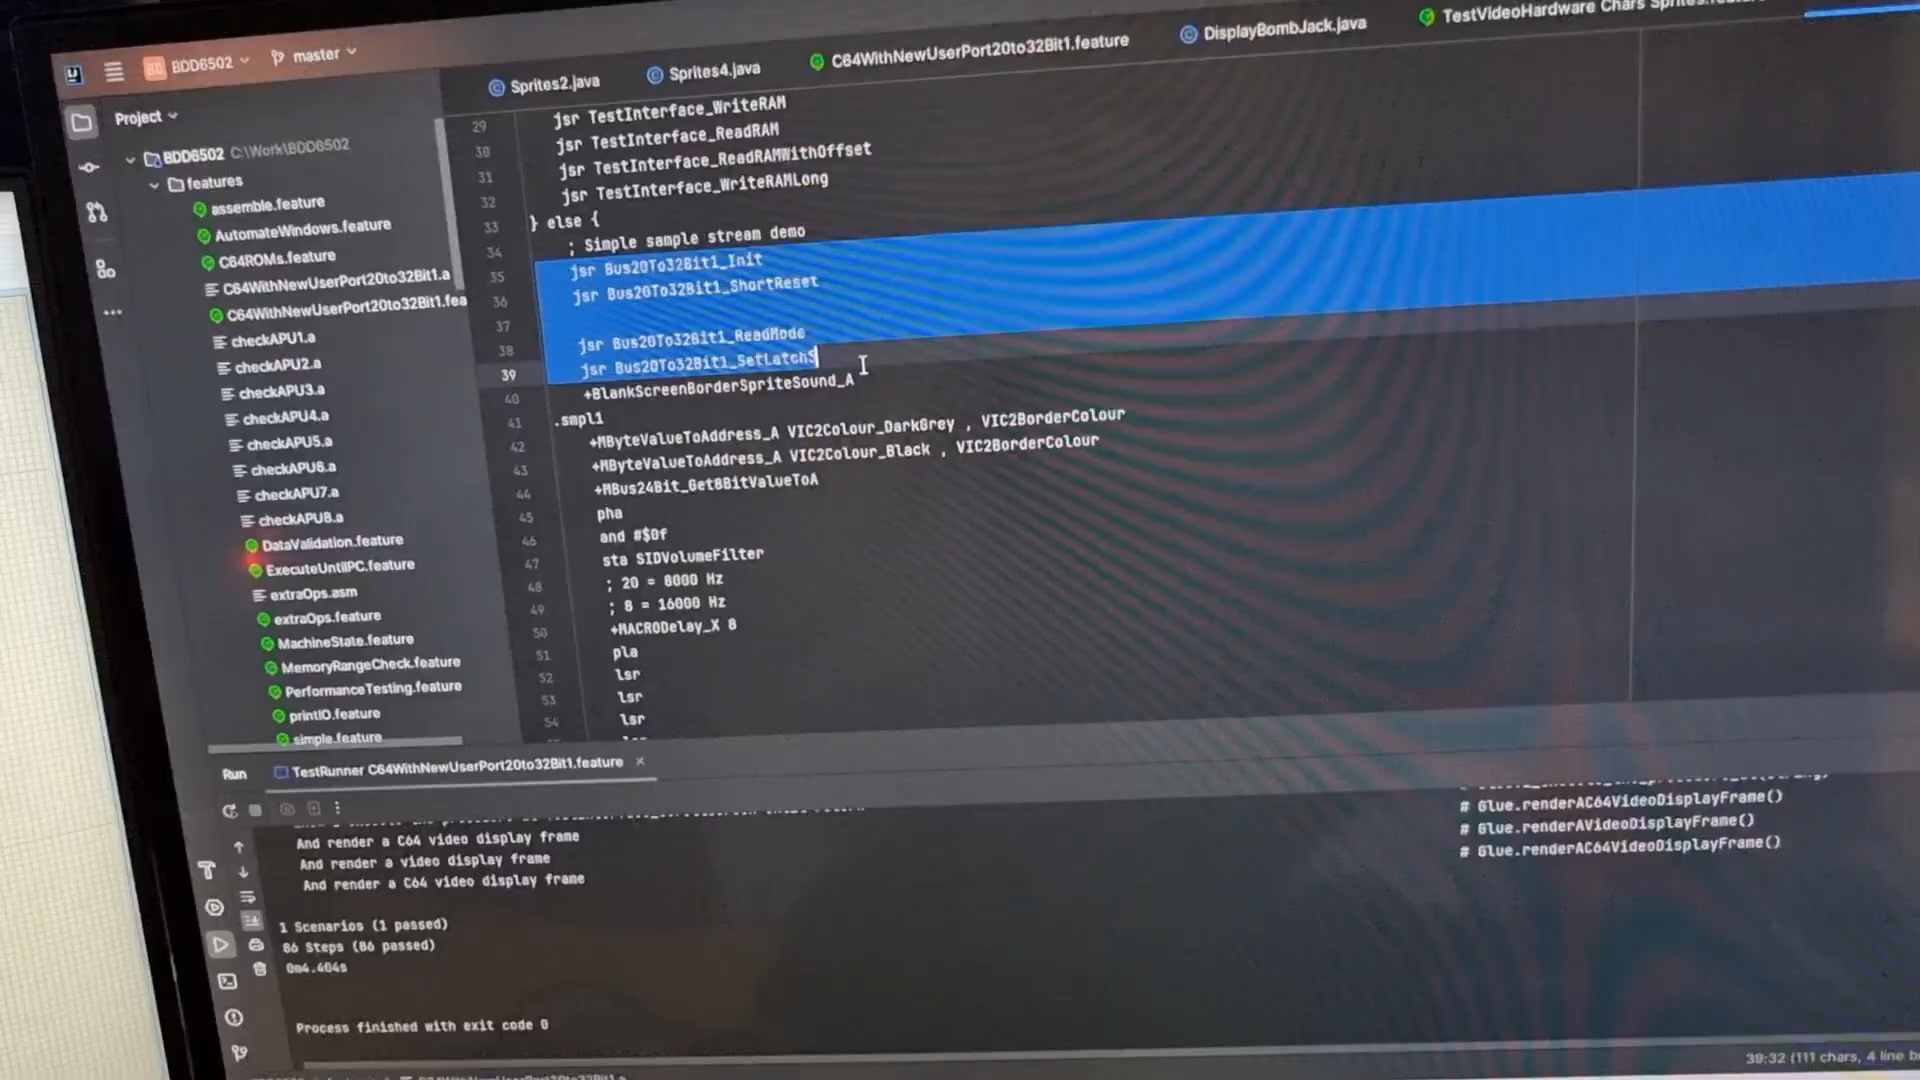 BDD6502
master
Sprites2.java
Sprites4.java
C64WithNewUserPort20to32Bit1.feature
DisplayBombJack.java
TestVideoHardware Chars
Project
BDD6502 C:\Work\BDD6502
features
assemble.feature
AutomateWindows.feature
C64ROMs.feature
C64WithNewUserPort20to32Bit1.a
C64WithNewUserPort20to32Bit1.fea
checkAPU1.a
checkAPU2.a
checkAPU3.a
checkAPU4.a
checkAPU5.a
checkAPU6.a
checkAPU7.a
checkAPU8.a
DataValidation.feature
ExecuteUntilPC.feature
extraOps.asm
extraOps.feature
MachineState.feature
MemoryRangeCheck.feature
PerformanceTesting.feature
printIO.feature
simple.feature
29 jsr TestInterface_WriteRAM
30 jsr TestInterface_ReadRAM
31 jsr TestInterface_ReadRAMWithOffset
32 jsr TestInterface_WriteRAMLong
33 } else {
34 ; Simple sample stream demo
35 jsr Bus20To32Bit1_Init
36 jsr Bus20To32Bit1_ShortReset
37
38 jsr Bus20To32Bit1_ReadMode
39 jsr Bus20To32Bit1_SetLatchS
40 +BlankScreenBorderSpriteSound_A
41 .smpl1
42 +MByteValueToAddress_A VIC2Colour_DarkGrey , VIC2BorderColour
43 +MByteValueToAddress_A VIC2Colour_Black , VIC2BorderColour
44 +MBus24Bit_Get8BitValueToA
45 pha
46 and #$0f
47 sta SIDVolumeFilter
48 ; 20 = 8000 Hz
49 ; 8 = 16000 Hz
50 +MACRODelay_X 8
51 pla
52 lsr
53 lsr
54 lsr
Run
TestRunner C64WithNewUserPort20to32Bit1.feature
And render a C64 video display frame
And render a video display frame
And render a C64 video display frame
# Glue.renderAC64VideoDisplayFrame()
# Glue.renderAVideoDisplayFrame()
# Glue.renderAC64VideoDisplayFrame()
1 Scenarios (1 passed)
86 Steps (86 passed)
0m4.404s
Process finished with exit code 0
39:32 (111 chars, 4 line